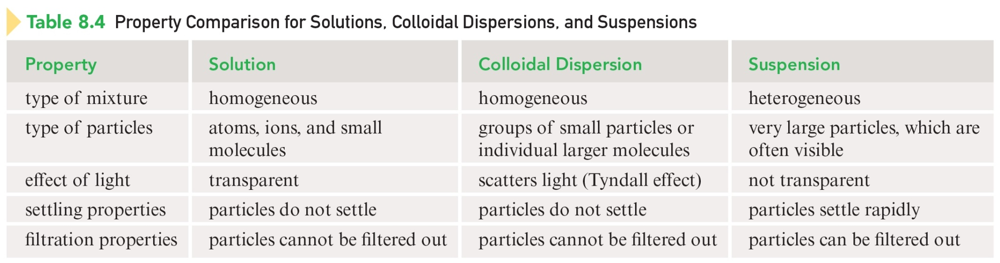 Table 8.4 Property Comparison for Solutions, Colloidal Dispersions, and Suspensions
Property Solution Colloidal Dispersion Suspension
type of mixture homogeneous homogeneous heterogeneous
type of particles atoms, ions, and small groups of small particles or very large particles, which are
molecules individual larger molecules often visible
effect of light transparent scatters light (Tyndall effect) not transparent
settling properties particles do not settle particles do not settle particles settle rapidly
filtration properties particles cannot be filtered out particles cannot be filtered out particles can be filtered out